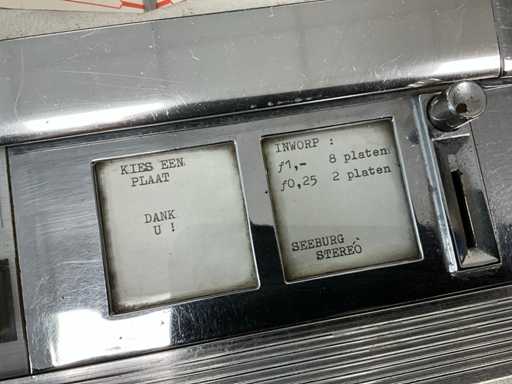 KIES EEN
PLAAT
DANK
U !
INWORP :
ƒ1,- 8 platen
ƒ0,25 2 platen
SEEBURG
STEREO